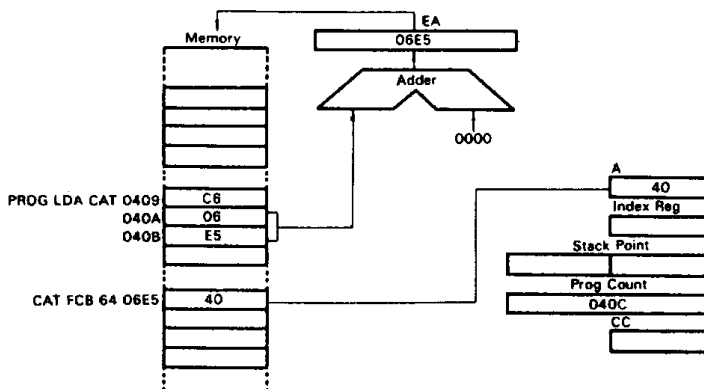 EA
Memory
06E5
Adder
0000
A
PROG LDA CAT 0409 C6
40
040A 06
Index Reg
040B E5
Stack Point
Prog Count
CAT FCB 64 06E5 40
040C
CC